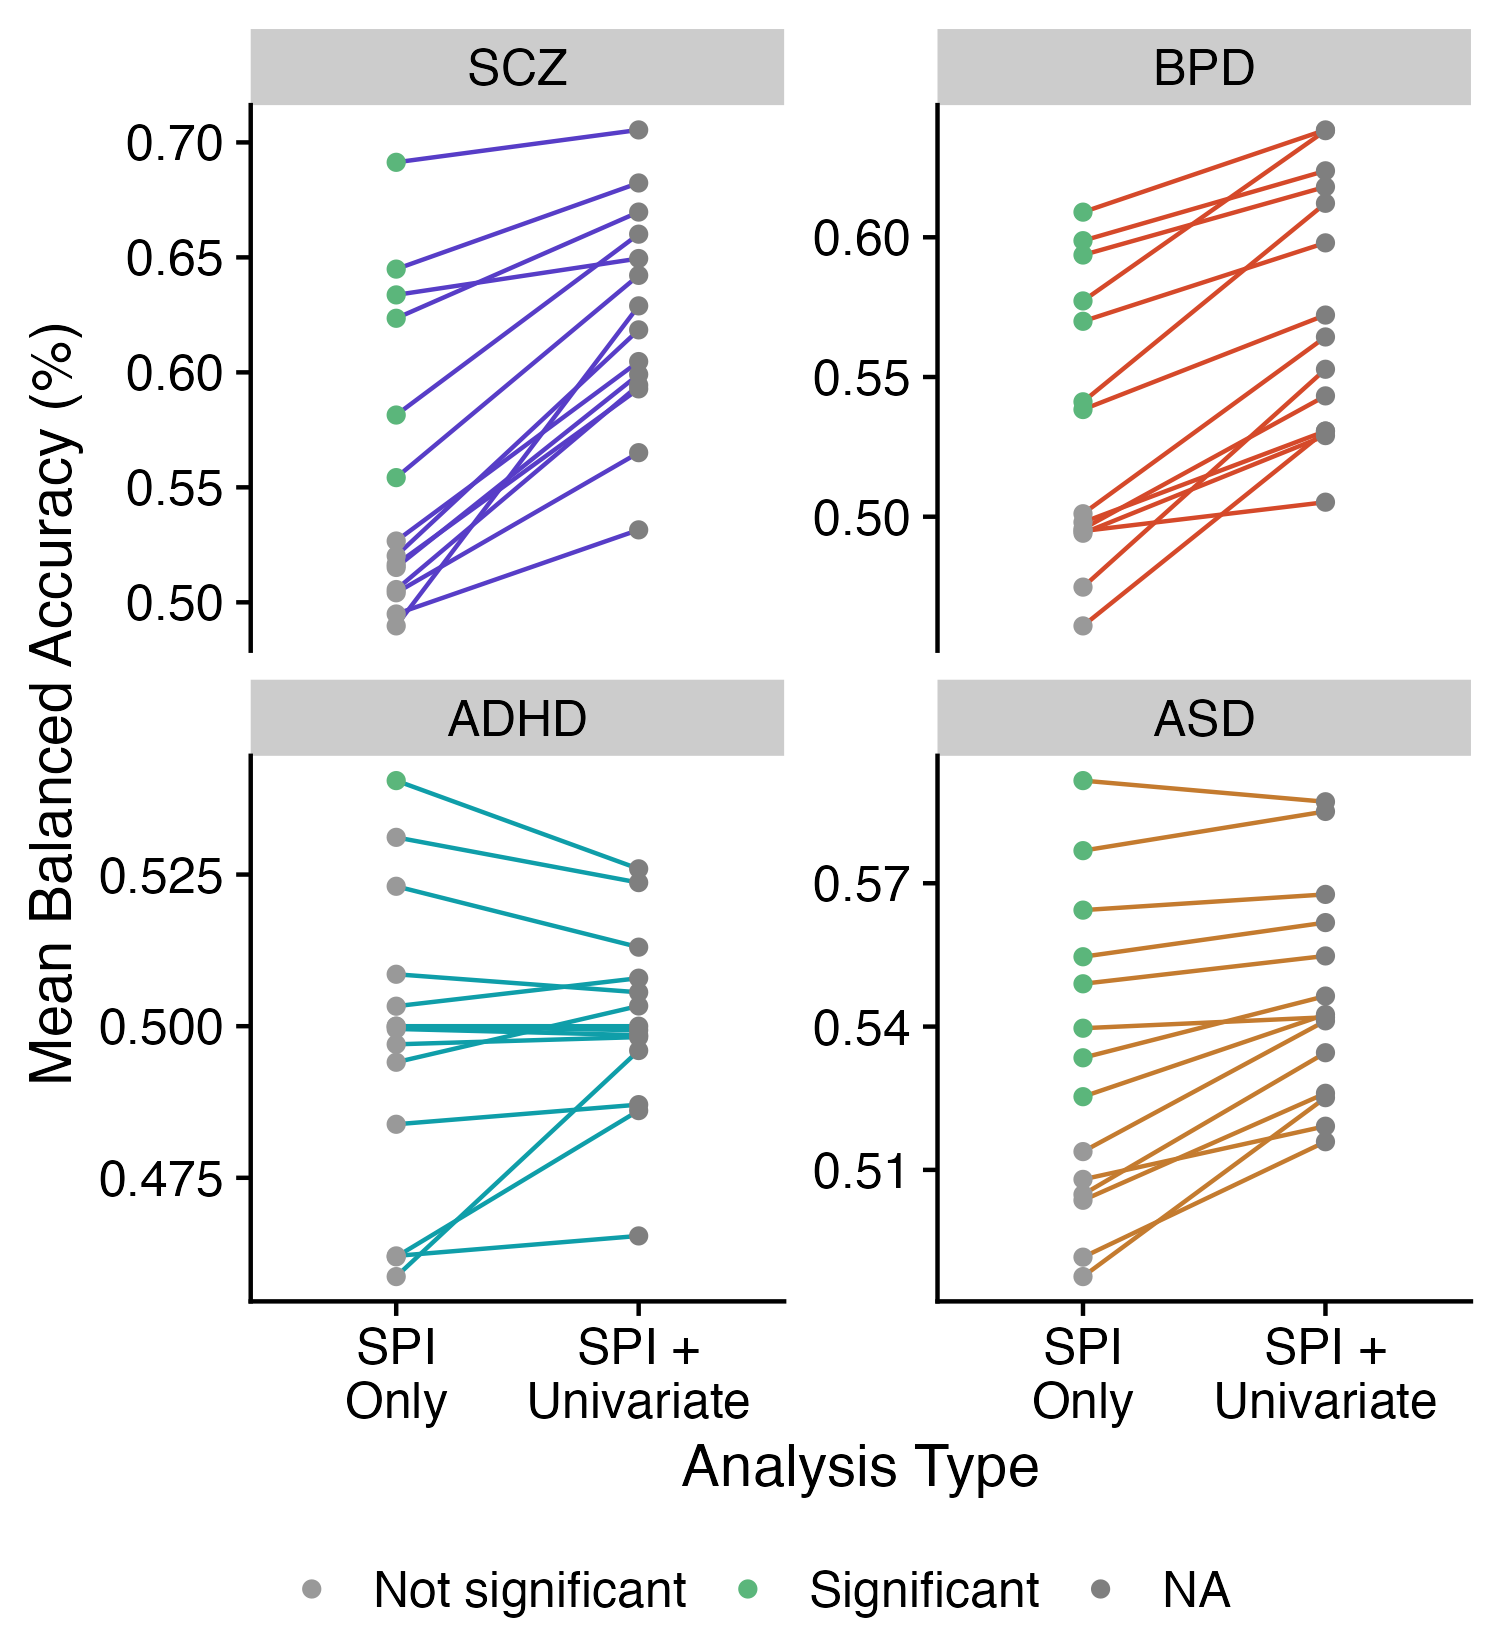 Mean Balanced Accuracy (%)
SCZ
0.70
0.65
0.60
0.55
0.50
BPD
0.60
0.55
0.50
ADHD
0.525
0.500
0.475
SPI
Only
SPI +
Univariate
ASD
0.57
0.54
0.51
SPI
Only
SPI +
Univariate
Analysis Type
Not significant
Significant
NA